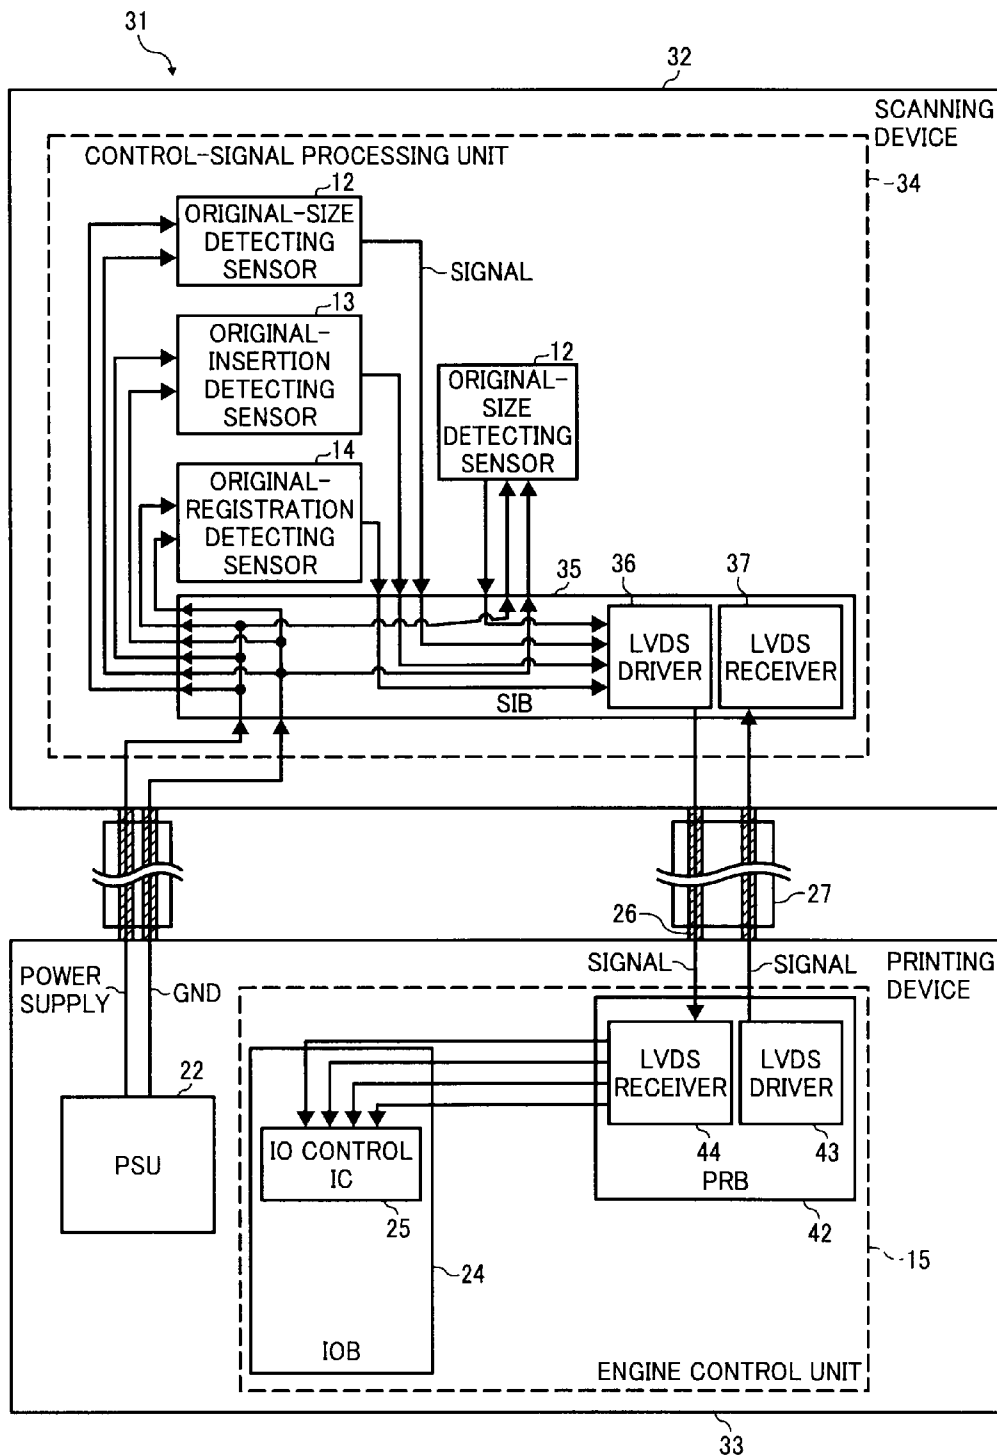 31
32
SCANNING
DEVICE
CONTROL-SIGNAL PROCESSING UNIT
34
12
ORIGINAL-SIZE
DETECTING
SENSOR
SIGNAL
13
ORIGINAL-
INSERTION
DETECTING
SENSOR
12
ORIGINAL-
SIZE
DETECTING
SENSOR
14
ORIGINAL-
REGISTRATION
DETECTING
SENSOR
35
36
37
LVDS
DRIVER
LVDS
RECEIVER
SIB
27
26
POWER
SUPPLY
GND
SIGNAL
SIGNAL
PRINTING
DEVICE
22
PSU
LVDS
RECEIVER
LVDS
DRIVER
44
43
PRB
42
IO CONTROL
IC
25
15
24
IOB
ENGINE CONTROL UNIT
33